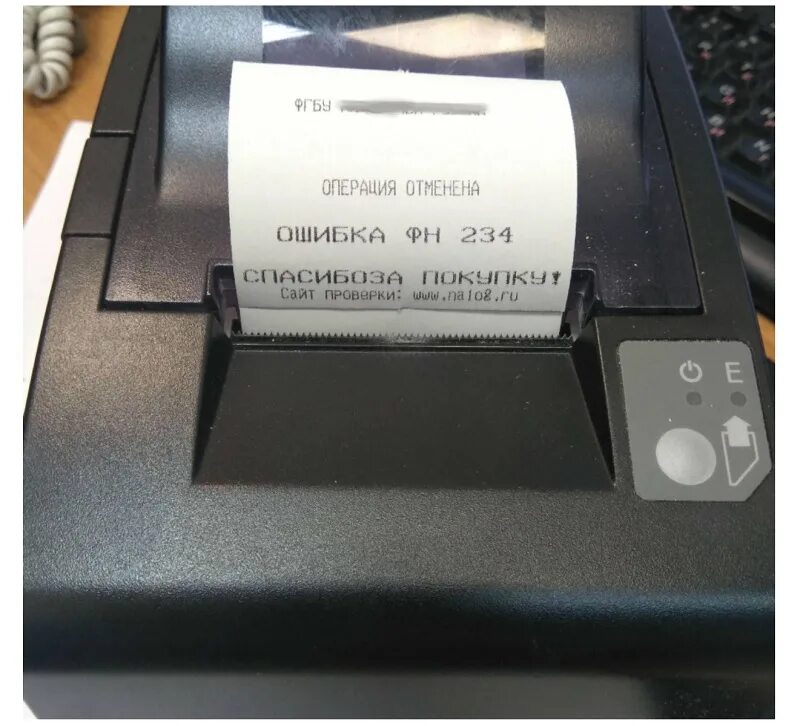 ФГБУ
ОПЕРАЦИЯ ОТМЕНЕНА
ОШИБКА ФН 234
СПАСИБОЗА ПОКУПКУ!
Сайт проверки: www.nalog.ru
E